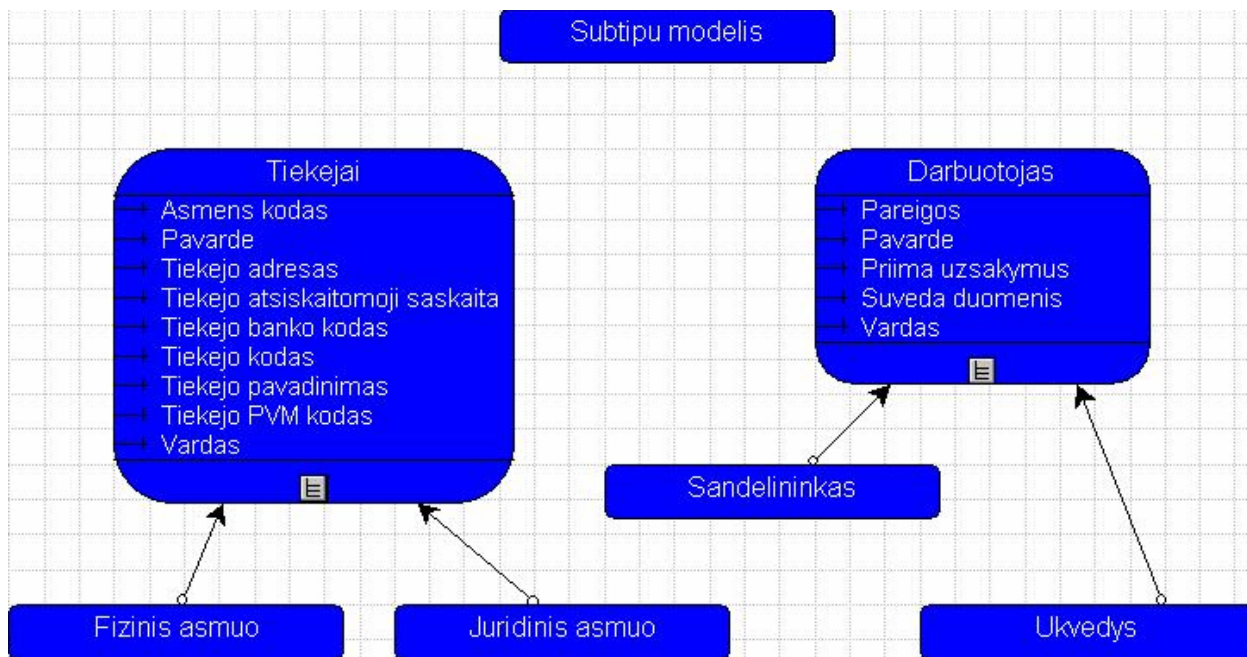 Subtipu modelis
Tiekejai
Asmens kodas
Pavarde
Tiekejo adresas
Tiekejo atsiskaitomoji saskaita
Tiekejo banko kodas
Tiekejo kodas
Tiekejo pavadinimas
Tiekejo PVM kodas
Vardas
Darbuotojas
Pareigos
Pavarde
Priima uzsakymus
Suveda duomenis
Vardas
Sandelininkas
Fizinis asmuo
Juridinis asmuo
Ukvedys